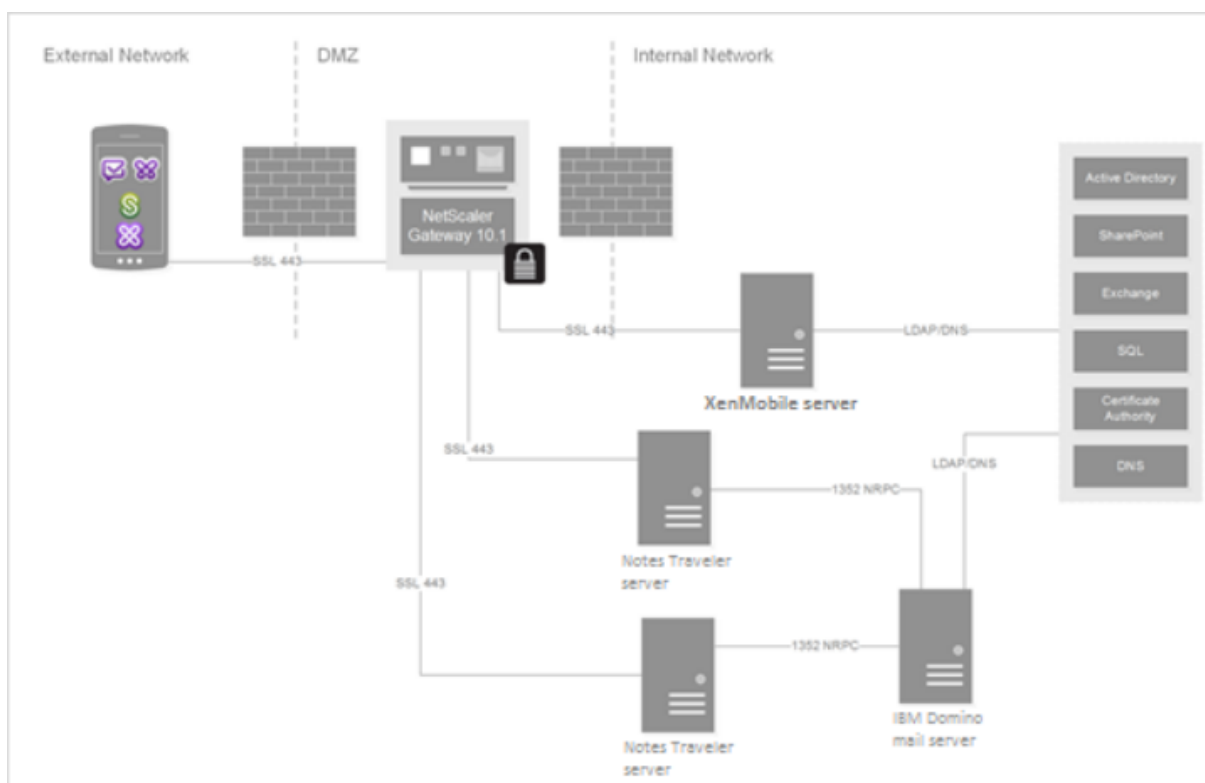 External Network
DMZ
Internal Network
NetScaler
Gateway 10.1
SSL 443
SSL 443
XenMobile server
LDAP/DNS
Active Directory
SharePoint
Exchange
SQL
Certificate
Authority
DNS
SSL 443
Notes Traveler
server
1352 NRPC
LDAP/DNS
SSL 443
Notes Traveler
server
1352 NRPC
IBM Domino
mail server